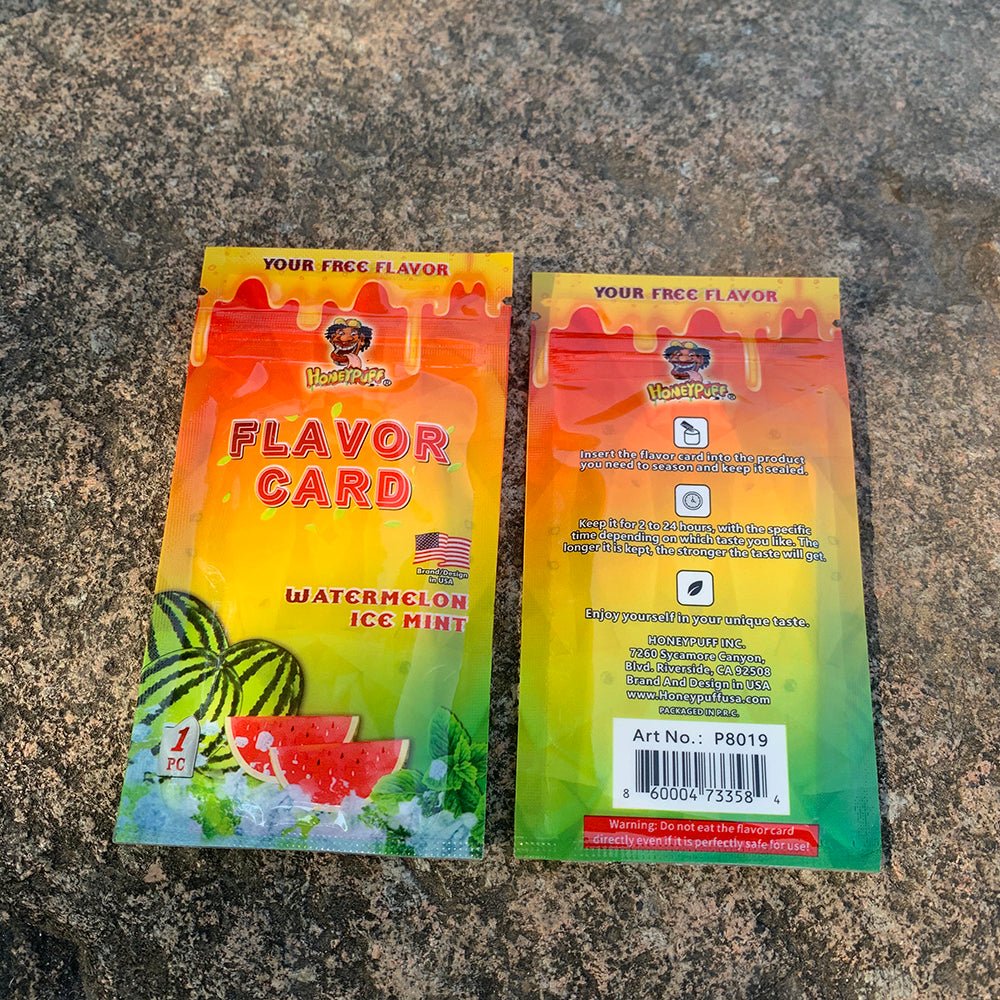 YOUR FREE FLAVOR
HONEYPUFF
FLAVOR
CARD
Brand/Design
in USA
WATERMELON
ICE MINT
1
PC
YOUR FREE FLAVOR
HONEYPUFF
Insert the flavor card into the product
you need to season and keep it sealed.
Keep it for 2 to 24 hours, with the specific
time depending on which taste you like. The
longer it is kept, the stronger the taste will get.
Enjoy yourself in your unique taste.
HONEYPUFF INC.
7260 Sycamore Canyon,
Blvd. Riverside, CA 92508
Brand And Design in USA
www.Honeypuffusa.com
PACKAGED IN P.R.C.
Art No.: P8019
8 60004 73358 4
Warning: Do not eat the flavor card
directly even if it is perfectly safe for use!